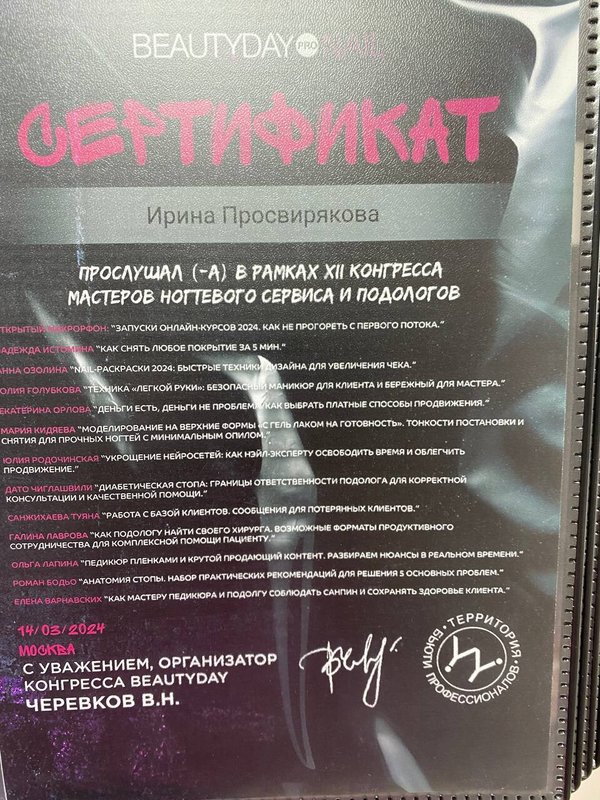 BEAUTYDAY PRO NAIL
СЕРТИФИКАТ
Ирина Просвирякова
ПРОСЛУШАЛ (-А) В РАМКАХ XII КОНГРЕССА
МАСТЕРОВ НОГТЕВОГО СЕРВИСА И ПОДОЛОГОВ
ТКРЫТЫЙ МИКРОФОН: "ЗАПУСКИ ОНЛАЙН-КУРСОВ 2024. КАК НЕ ПРОГОРЕТЬ С ПЕРВОГО ПОТОКА."
АДЕЖДА ИСТОМИНА "КАК СНЯТЬ ЛЮБОЕ ПОКРЫТИЕ ЗА 5 МИН."
АННА ОЗОЛИНА "NAIL-РАСКРАСКИ 2024: БЫСТРЫЕ ТЕХНИКИ ДИЗАЙНА ДЛЯ УВЕЛИЧЕНИЯ ЧЕКА."
ЮЛИЯ ГОЛУБКОВА "ТЕХНИКА «ЛЕГКОЙ РУКИ»: БЕЗОПАСНЫЙ МАНИКЮР ДЛЯ КЛИЕНТА И БЕРЕЖНЫЙ ДЛЯ МАСТЕРА."
ЕКАТЕРИНА ОРЛОВА "ДЕНЬГИ ЕСТЬ, ДЕНЬГИ НЕ ПРОБЛЕМА: КАК ВЫБРАТЬ ПЛАТНЫЕ СПОСОБЫ ПРОДВИЖЕНИЯ."
МАРИЯ КИДЯЕВА "МОДЕЛИРОВАНИЕ НА ВЕРХНИЕ ФОРМЫ «С ГЕЛЬ ЛАКОМ НА ГОТОВНОСТЬ». ТОНКОСТИ ПОСТАНОВКИ И
СНЯТИЯ ДЛЯ ПРОЧНЫХ НОГТЕЙ С МИНИМАЛЬНЫМ ОПИЛОМ."
ЮЛИЯ РОДОЧИНСКАЯ "УКРОЩЕНИЕ НЕЙРОСЕТЕЙ: КАК НЭЙЛ-ЭКСПЕРТУ ОСВОБОДИТЬ ВРЕМЯ И ОБЛЕГЧИТЬ
ПРОДВИЖЕНИЕ."
ДАТО ЧИГЛАШВИЛИ "ДИАБЕТИЧЕСКАЯ СТОПА: ГРАНИЦЫ ОТВЕТСТВЕННОСТИ ПОДОЛОГА ДЛЯ КОРРЕКТНОЙ
КОНСУЛЬТАЦИИ И КАЧЕСТВЕННОЙ ПОМОЩИ."
САНЖИХАЕВА ТУЯНА "РАБОТА С БАЗОЙ КЛИЕНТОВ. СООБЩЕНИЯ ДЛЯ ПОТЕРЯННЫХ КЛИЕНТОВ."
ГАЛИНА ЛАВРОВА "КАК ПОДОЛОГУ НАЙТИ СВОЕГО ХИРУРГА. ВОЗМОЖНЫЕ ФОРМАТЫ ПРОДУКТИВНОГО
СОТРУДНИЧЕСТВА ДЛЯ КОМПЛЕКСНОЙ ПОМОЩИ ПАЦИЕНТУ."
ОЛЬГА ЛАПИНА "ПЕДИКЮР ПЛЕНКАМИ И КРУТОЙ ПРОДАЮЩИЙ КОНТЕНТ. РАЗБИРАЕМ НЮАНСЫ В РЕАЛЬНОМ ВРЕМЕНИ."
РОМАН БОДЬО "АНАТОМИЯ СТОПЫ. НАБОР ПРАКТИЧЕСКИХ РЕКОМЕНДАЦИЙ ДЛЯ РЕШЕНИЯ 5 ОСНОВНЫХ ПРОБЛЕМ."
ЕЛЕНА ВАРНАВСКИХ "КАК МАСТЕРУ ПЕДИКЮРА И ПОДОЛГУ СОБЛЮДАТЬ САНПИН И СОХРАНЯТЬ ЗДОРОВЬЕ КЛИЕНТА."
14/03/2024
МОСКВА
С УВАЖЕНИЕМ, ОРГАНИЗАТОР
КОНГРЕССА BEAUTYDAY
ЧЕРЕВКОВ В.Н.
ТЕРРИТОРИЯ
БЬЮТИ ПРОФЕССИОНАЛОВ